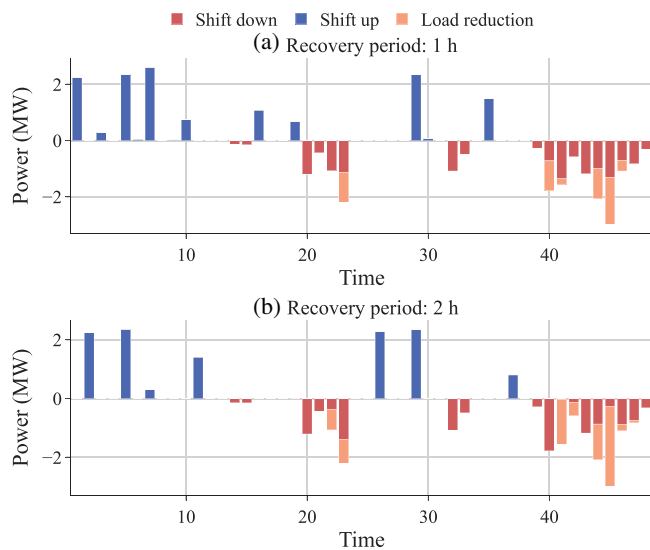 Shift down Shift up Load reduction
(a) Recovery period: 1 h
2
0
−2
Power (MW)
10 20 30 40
Time
(b) Recovery period: 2 h
2
0
−2
Power (MW)
10 20 30 40
Time